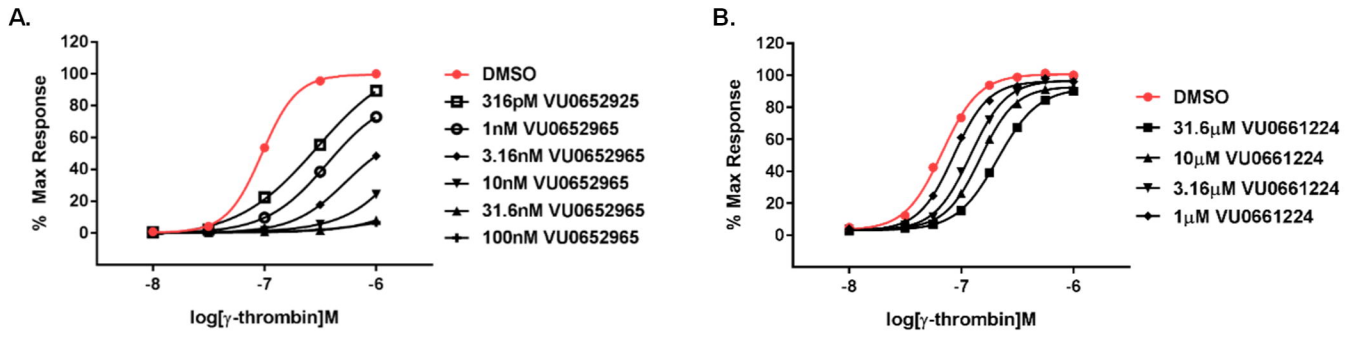 A.
120
100
80
60
40
20
0
% Max Response
-8 -7 -6
log[γ-thrombin]M
DMSO
316pM VU0652925
1nM VU0652965
3.16nM VU0652965
10nM VU0652965
31.6nM VU0652965
100nM VU0652965
B.
120
100
80
60
40
20
0
% Max Response
-8 -7 -6
log[γ-thrombin]M
DMSO
31.6μM VU0661224
10μM VU0661224
3.16μM VU0661224
1μM VU0661224